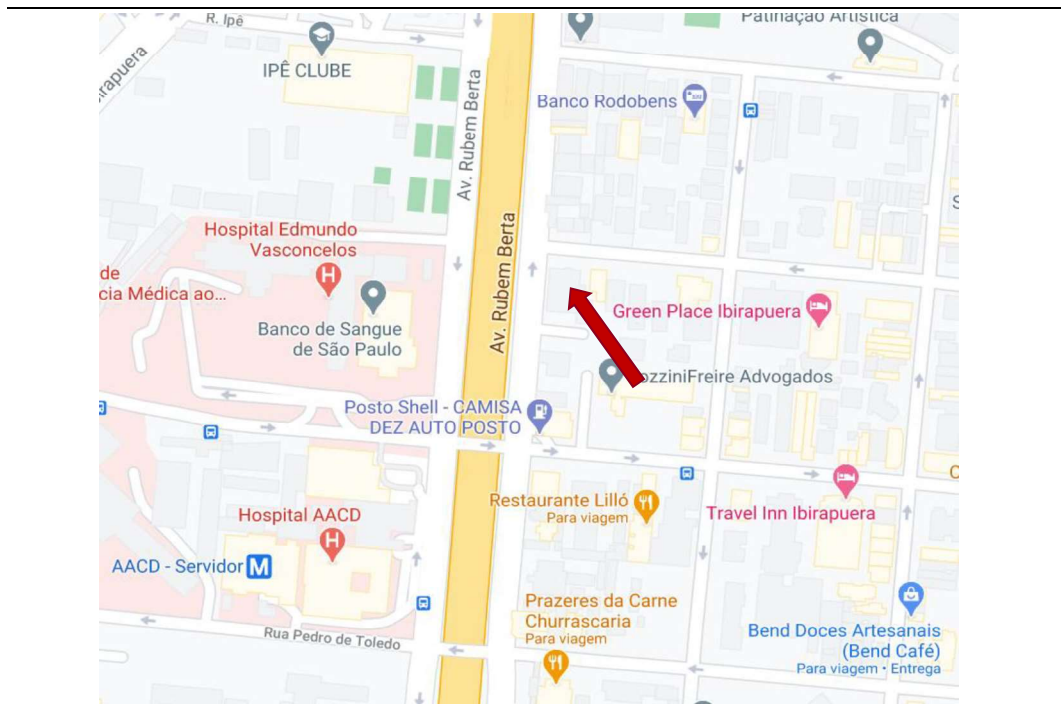 R. Ipê
Patinação Artística
IPÊ CLUBE
Av. Rubem Berta
Banco Rodobens
Hospital Edmundo
Vasconcelos
Av. Rubem Berta
de
cia Médica ao...
Green Place Ibirapuera
Banco de Sangue
de São Paulo
ozziniFreire Advogados
Posto Shell - CAMISA
DEZ AUTO POSTO
Restaurante Lilló
Para viagem
Travel Inn Ibirapuera
Hospital AACD
AACD - Servidor
M
Prazeres da Carne
Churrascaria
Para viagem
Rua Pedro de Toledo
Bend Doces Artesanais
(Bend Café)
Para viagem • Entrega